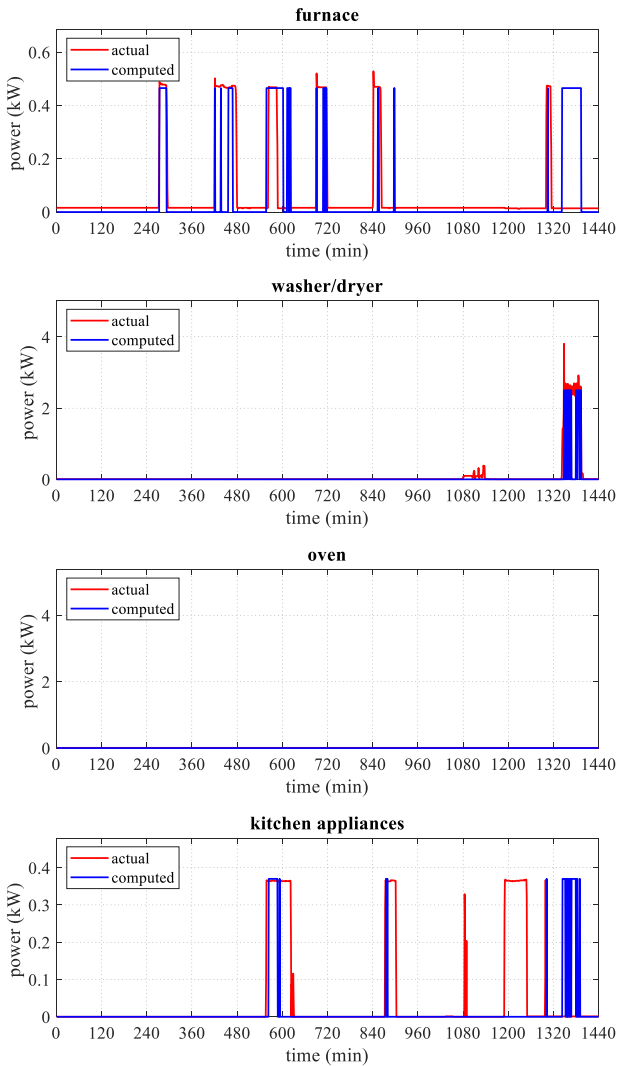 furnace
actual
computed
power (kW)
0.6
0.4
0.2
0
0 120 240 360 480 600 720 840 960 1080 1200 1320 1440
time (min)
washer/dryer
actual
computed
power (kW)
4
2
0
0 120 240 360 480 600 720 840 960 1080 1200 1320 1440
time (min)
oven
actual
computed
power (kW)
4
2
0
0 120 240 360 480 600 720 840 960 1080 1200 1320 1440
time (min)
kitchen appliances
actual
computed
power (kW)
0.4
0.3
0.2
0.1
0
0 120 240 360 480 600 720 840 960 1080 1200 1320 1440
time (min)